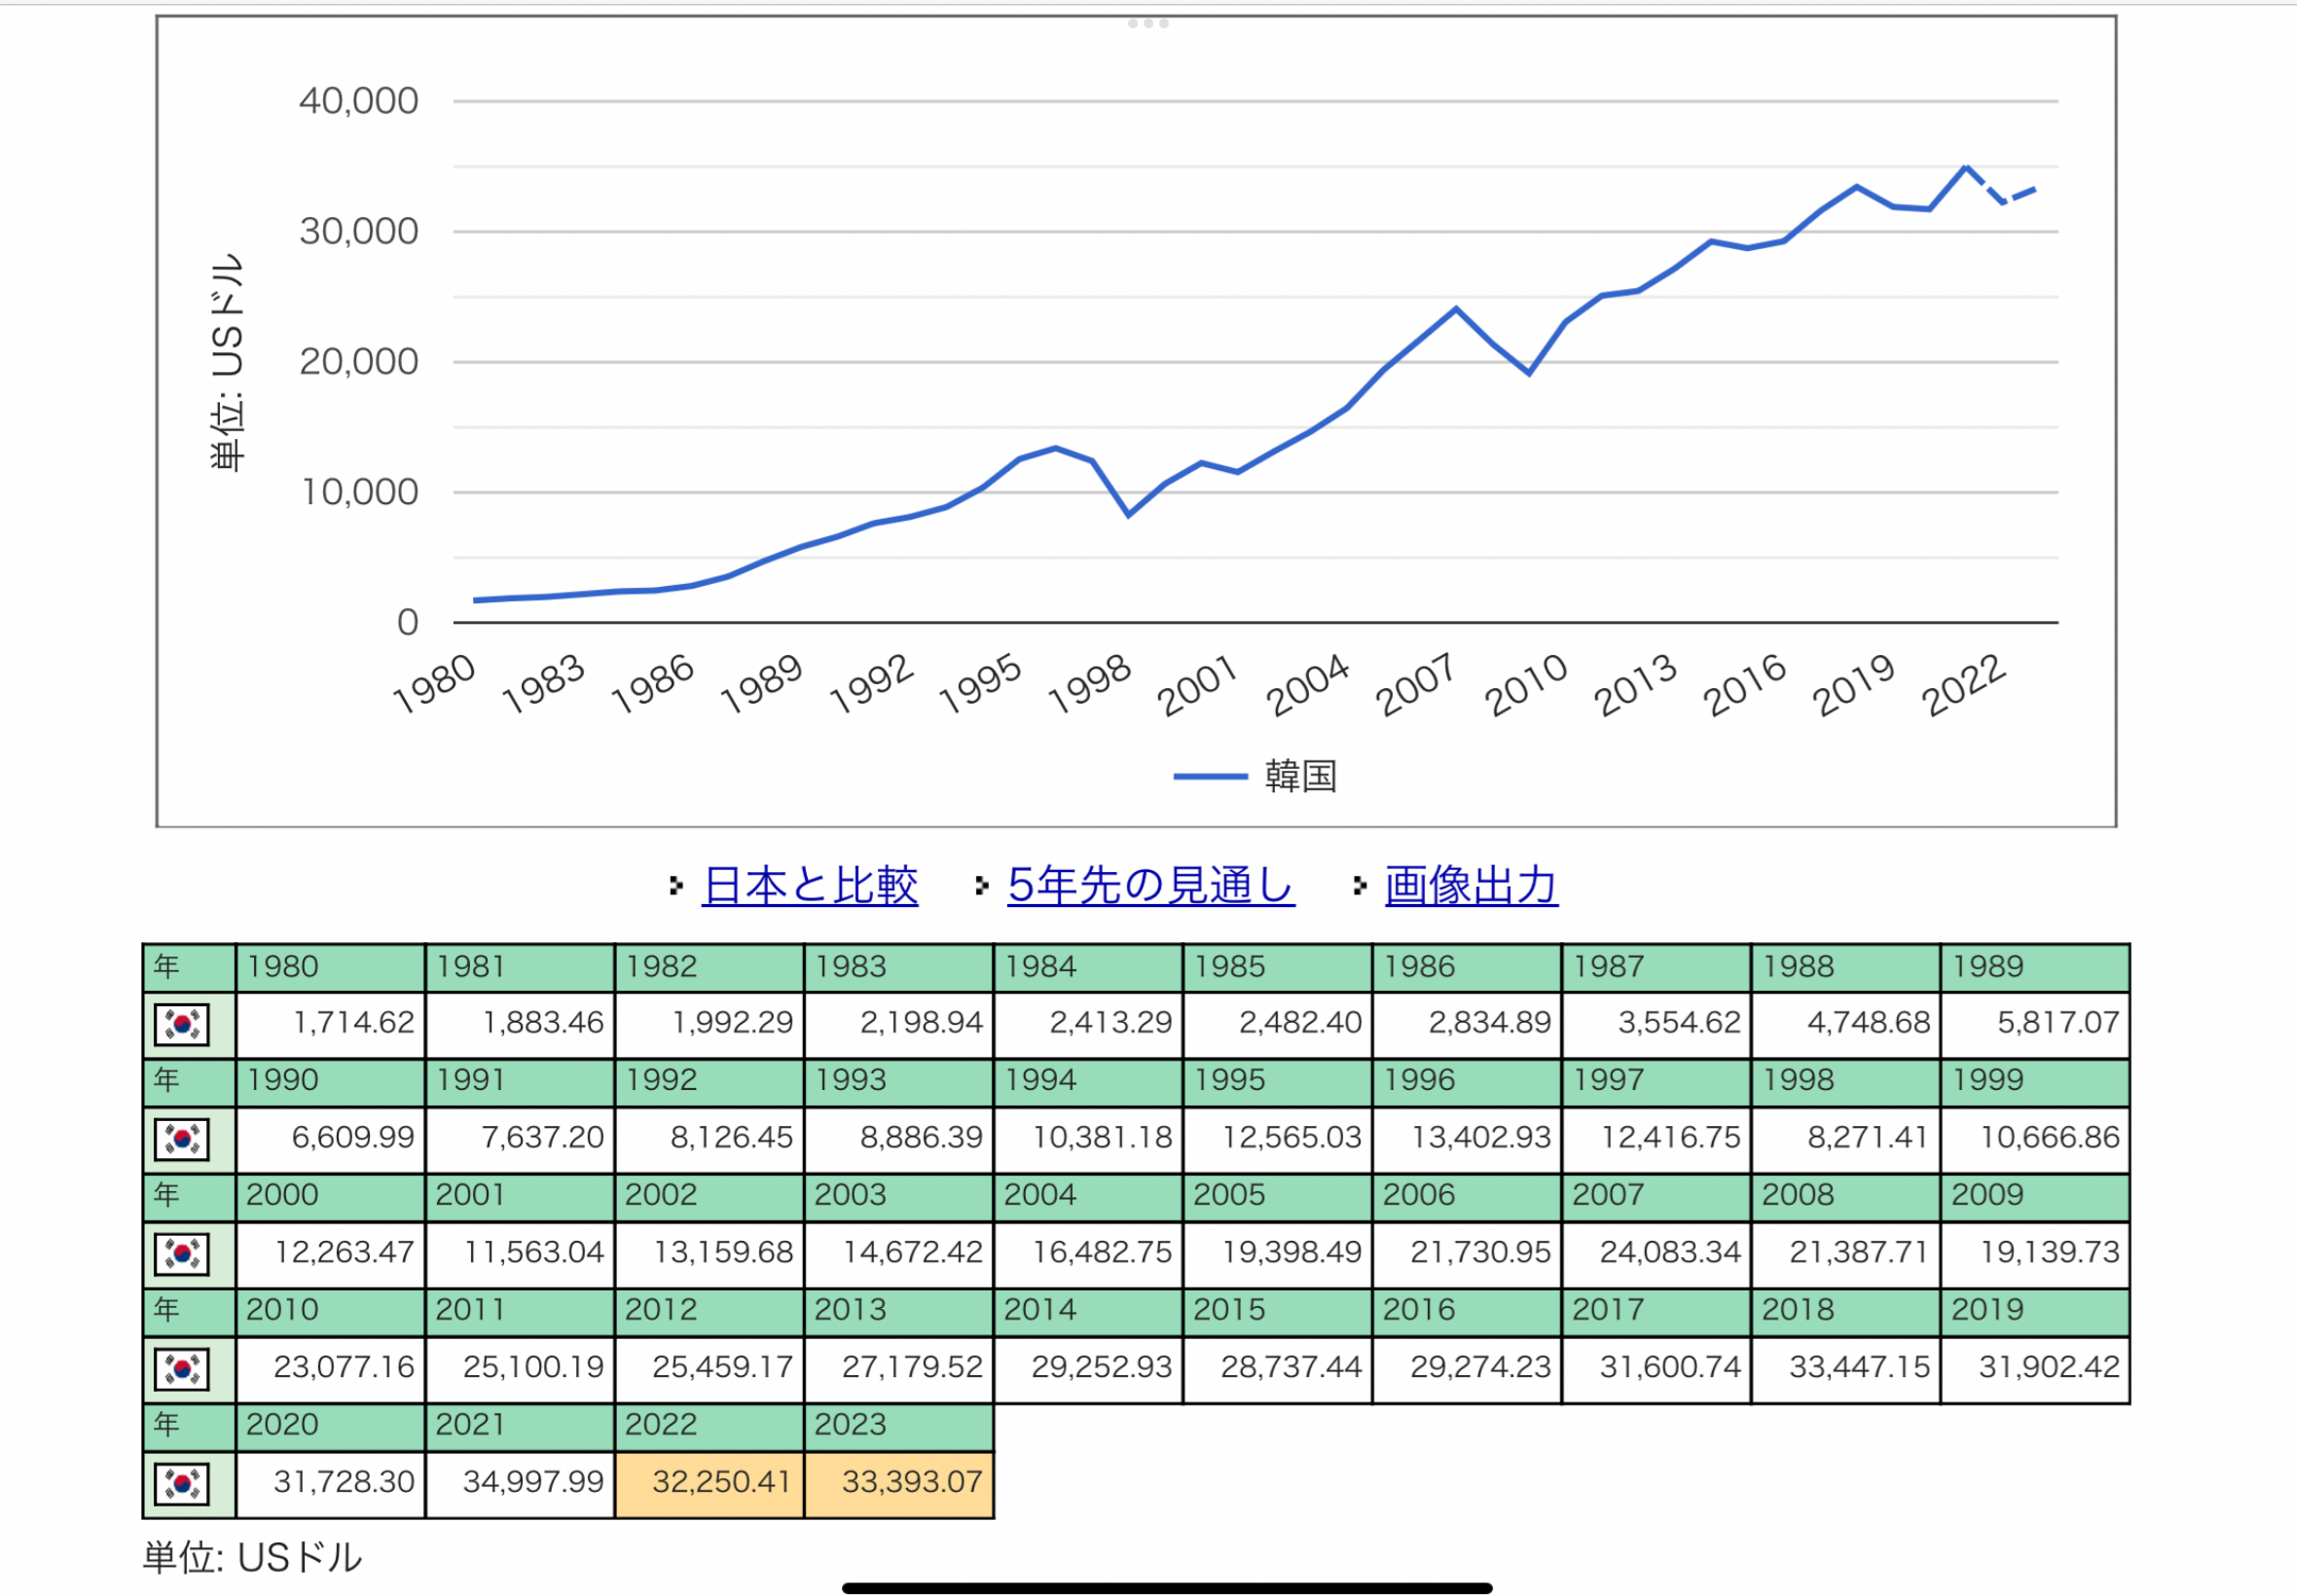 40,000
30,000
20,000
10,000
0
単位: USドル
1980 1983 1986 1989 1992 1995 1998 2001 2004 2007 2010 2013 2016 2019 2022
韓国
日本と比較 5年先の見通し 画像出力
年 1980 1981 1982 1983 1984 1985 1986 1987 1988 1989
1,714.62 1,883.46 1,992.29 2,198.94 2,413.29 2,482.40 2,834.89 3,554.62 4,748.68 5,817.07
年 1990 1991 1992 1993 1994 1995 1996 1997 1998 1999
6,609.99 7,637.20 8,126.45 8,886.39 10,381.18 12,565.03 13,402.93 12,416.75 8,271.41 10,666.86
年 2000 2001 2002 2003 2004 2005 2006 2007 2008 2009
12,263.47 11,563.04 13,159.68 14,672.42 16,482.75 19,398.49 21,730.95 24,083.34 21,387.71 19,139.73
年 2010 2011 2012 2013 2014 2015 2016 2017 2018 2019
23,077.16 25,100.19 25,459.17 27,179.52 29,252.93 28,737.44 29,274.23 31,600.74 33,447.15 31,902.42
年 2020 2021 2022 2023
31,728.30 34,997.99 32,250.41 33,393.07
単位: USドル